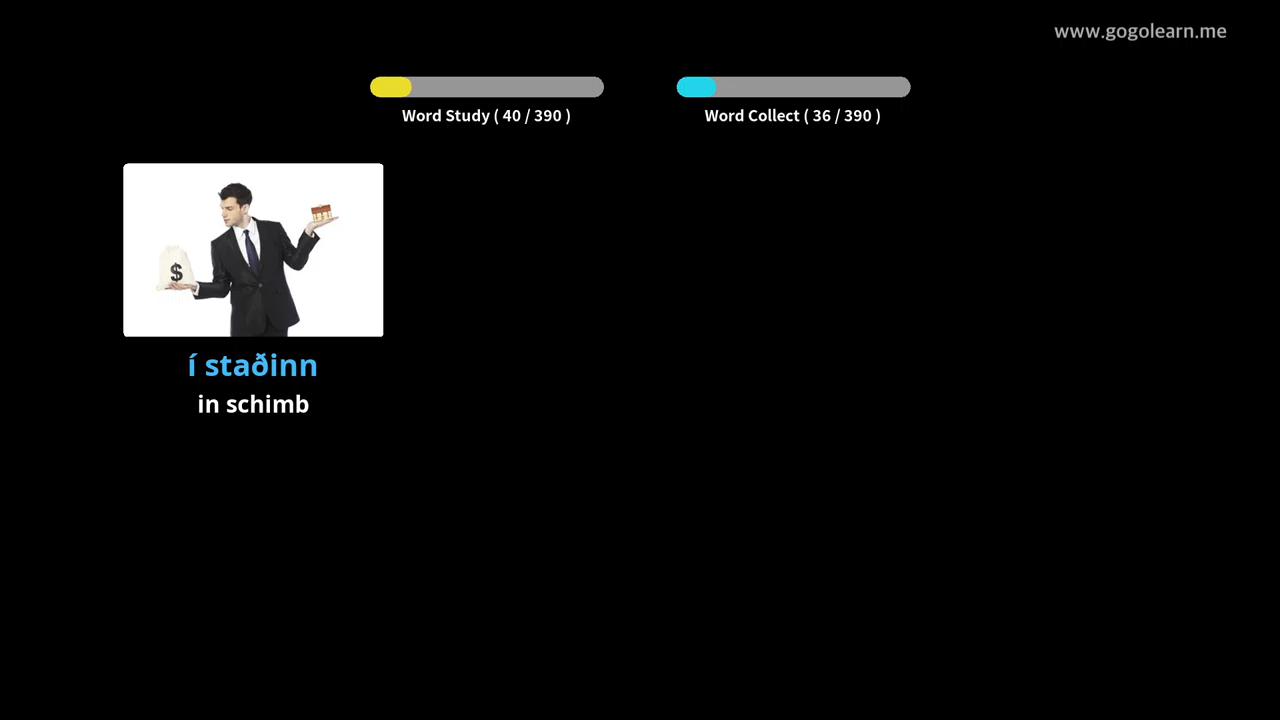 www.gogolearn.me
Word Study ( 40 / 390 )
Word Collect ( 36 / 390 )
$
í staðinn
in schimb